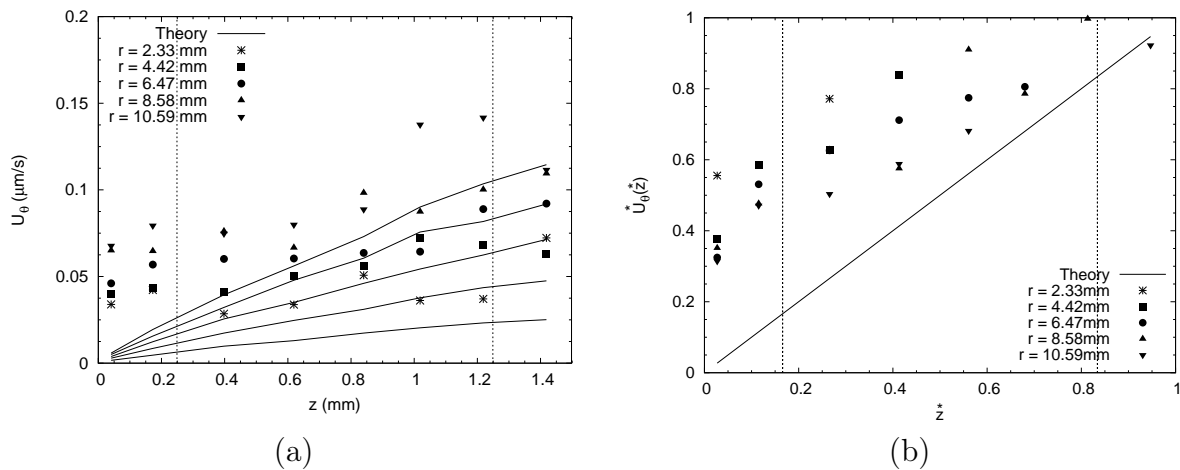 0.2
0.15
0.1
0.05
0
U_θ (μm/s)
Theory
r = 2.33 mm
r = 4.42 mm
r = 6.47 mm
r = 8.58 mm
r = 10.59 mm
0 0.2 0.4 0.6 0.8 1 1.2 1.4
z (mm)
(a)
1
0.8
0.6
0.4
0.2
0
U*_θ(z*)
Theory
r = 2.33mm
r = 4.42mm
r = 6.47mm
r = 8.58mm
r = 10.59mm
0 0.2 0.4 0.6 0.8 1
z*
(b)